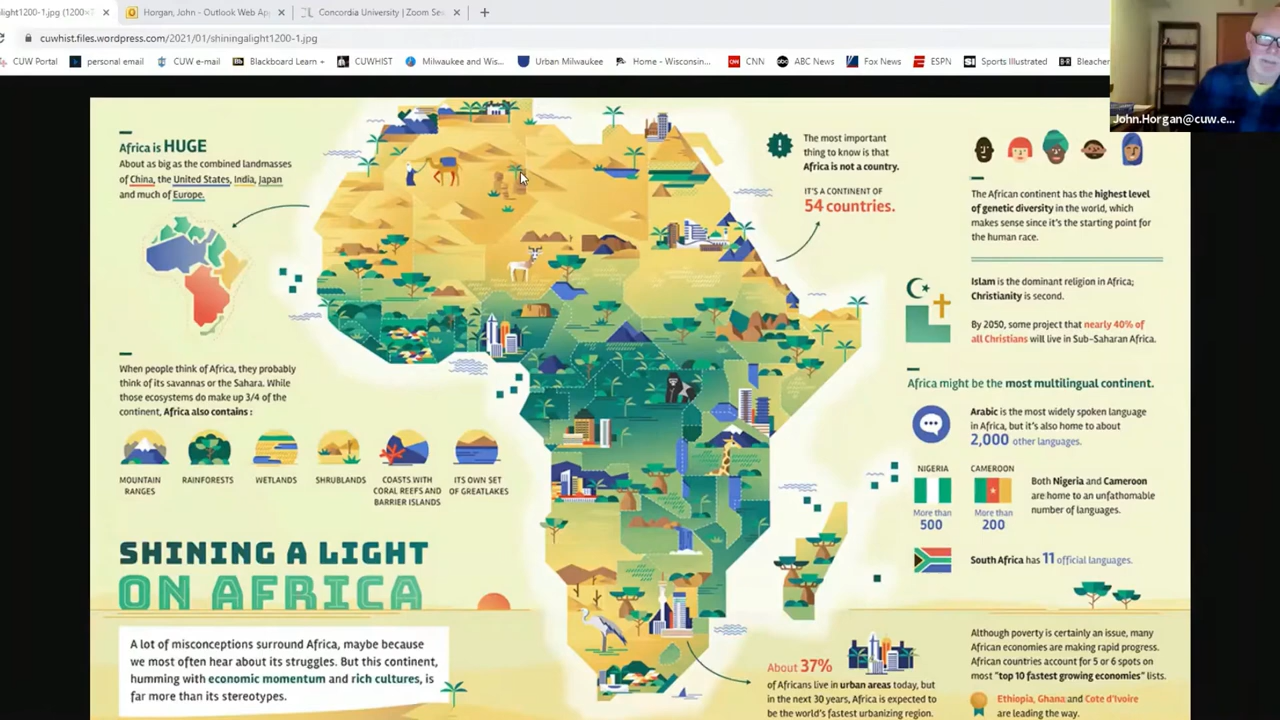 light1200-1.jpg (1200×
Horgan, John - Outlook Web Ap
Concordia University | Zoom Se
cuwhist.files.wordpress.com/2021/01/shiningalight1200-1.jpg
CUW Portal
personal email
CUW e-mail
Blackboard Learn
CUWHIST
Milwaukee and Wis...
Urban Milwaukee
Home - Wisconsin...
CNN
ABC News
Fox News
ESPN
Sports Illustrated
Bleacher
John.Horgan@cuw.e...
Africa is HUGE
About as big as the combined landmasses
of China, the United States, India, Japan
and much of Europe.
The most important
thing to know is that
Africa is not a country.
IT'S A CONTINENT OF
54 countries.
The African continent has the highest level
of genetic diversity in the world, which
makes sense since it's the starting point for
the human race.
Islam is the dominant religion in Africa;
Christianity is second.
By 2050, some project that nearly 40% of
all Christians will live in Sub-Saharan Africa.
Africa might be the most multilingual continent.
Arabic is the most widely spoken language
in Africa, but it's also home to about
2,000 other languages.
NIGERIA
More than
500
CAMEROON
More than
200
Both Nigeria and Cameroon
are home to an unfathomable
number of languages.
South Africa has 11 official languages.
When people think of Africa, they probably
think of its savannas or the Sahara. While
those ecosystems do make up 3/4 of the
continent, Africa also contains :
MOUNTAIN
RANGES
RAINFORESTS
WETLANDS
SHRUBLANDS
COASTS WITH
CORAL REEFS AND
BARRIER ISLANDS
ITS OWN SET
OF GREATLAKES
SHINING A LIGHT
ON AFRICA
A lot of misconceptions surround Africa, maybe because
we most often hear about its struggles. But this continent,
humming with economic momentum and rich cultures, is
far more than its stereotypes.
About 37%
of Africans live in urban areas today, but
in the next 30 years, Africa is expected to
be the world's fastest urbanizing region.
Although poverty is certainly an issue, many
African economies are making rapid progress.
African countries account for 5 or 6 spots on
most "top 10 fastest growing economies" lists.
Ethiopia, Ghana and Cote d'Ivoire
are leading the way.